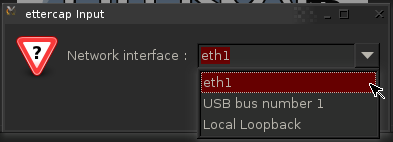 ettercap Input
Network interface : eth1
eth1
USB bus number 1
Local Loopback